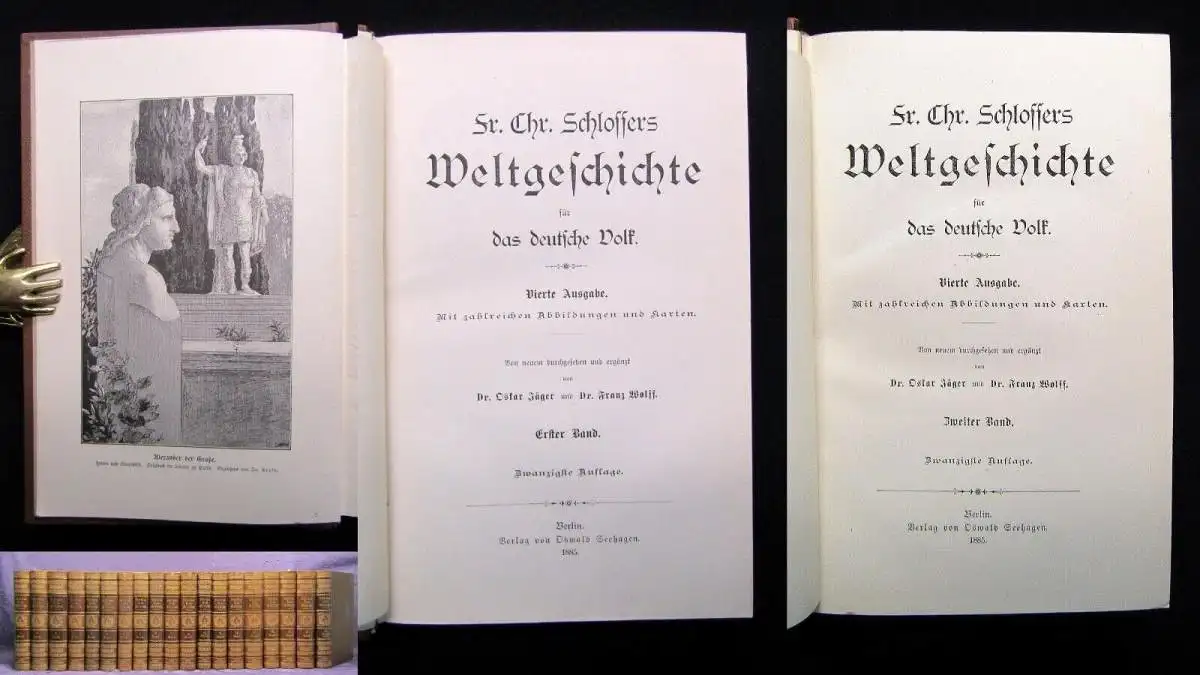 Alexander der Große.
Fr. Chr. Schlossers
Weltgeschichte
für
das deutsche Volk.
Vierte Ausgabe.
Mit zahlreichen Abbildungen und Karten.
Von neuem durchgesehen und ergänzt
von
Dr. Oskar Jäger und Dr. Franz Wolff.
Erster Band.
Zwanzigste Auflage.
Berlin.
Verlag von Oswald Seehagen.
1885.
Fr. Chr. Schlossers
Weltgeschichte
für
das deutsche Volk.
Vierte Ausgabe.
Mit zahlreichen Abbildungen und Karten.
Von neuem durchgesehen und ergänzt
von
Dr. Oskar Jäger und Dr. Franz Wolff.
Zweiter Band.
Zwanzigste Auflage.
Berlin.
Verlag von Oswald Seehagen.
1885.